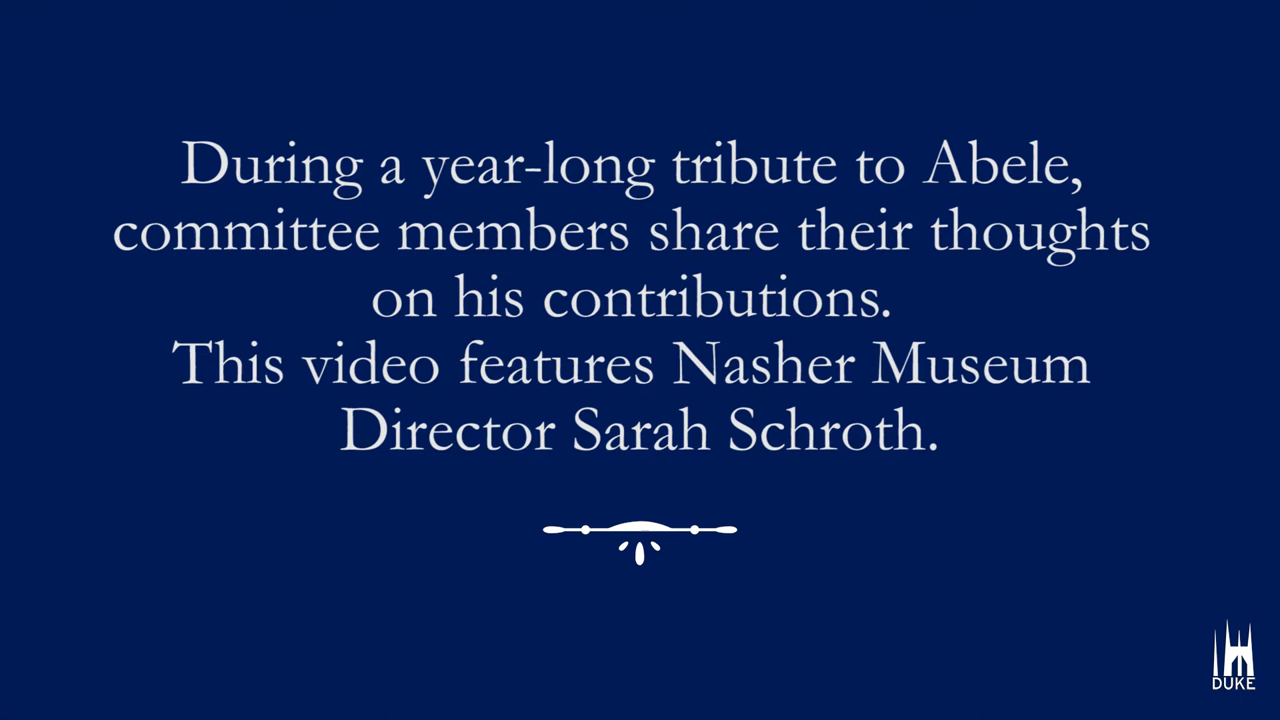 During a year-long tribute to Abele,
committee members share their thoughts
on his contributions.
This video features Nasher Museum
Director Sarah Schroth.
DUKE